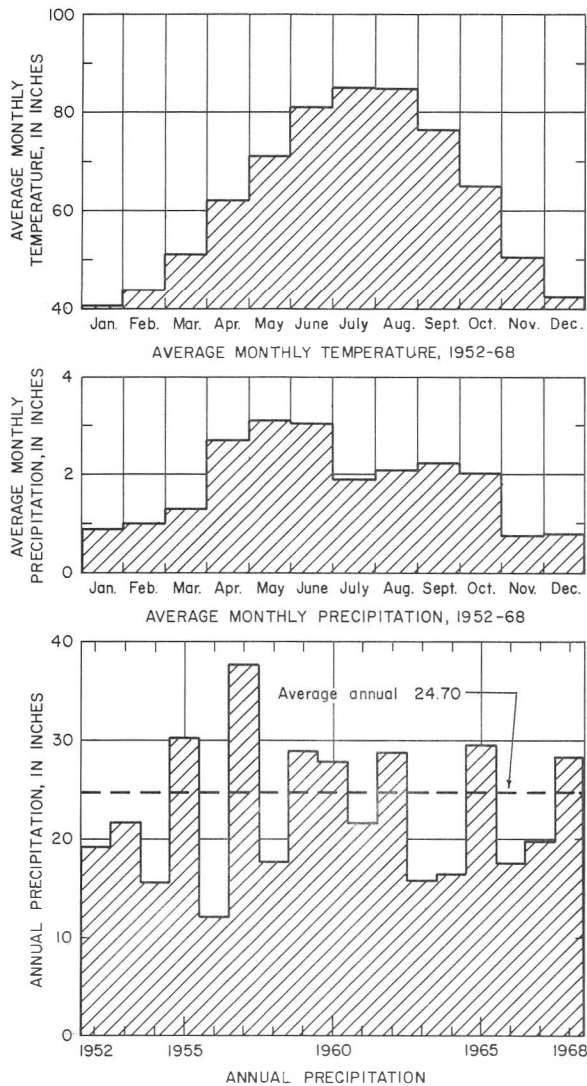 AVERAGE MONTHLY
TEMPERATURE, IN INCHES
100
80
60
40
Jan. Feb. Mar. Apr. May June July Aug. Sept. Oct. Nov. Dec.
AVERAGE MONTHLY TEMPERATURE, 1952-68
AVERAGE MONTHLY
PRECIPITATION, IN INCHES
4
2
0
Jan. Feb. Mar. Apr. May June July Aug. Sept. Oct. Nov. Dec.
AVERAGE MONTHLY PRECIPITATION, 1952-68
ANNUAL PRECIPITATION, IN INCHES
40
Average annual 24.70
30
20
10
0
1952 1955 1960 1965 1968
ANNUAL PRECIPITATION